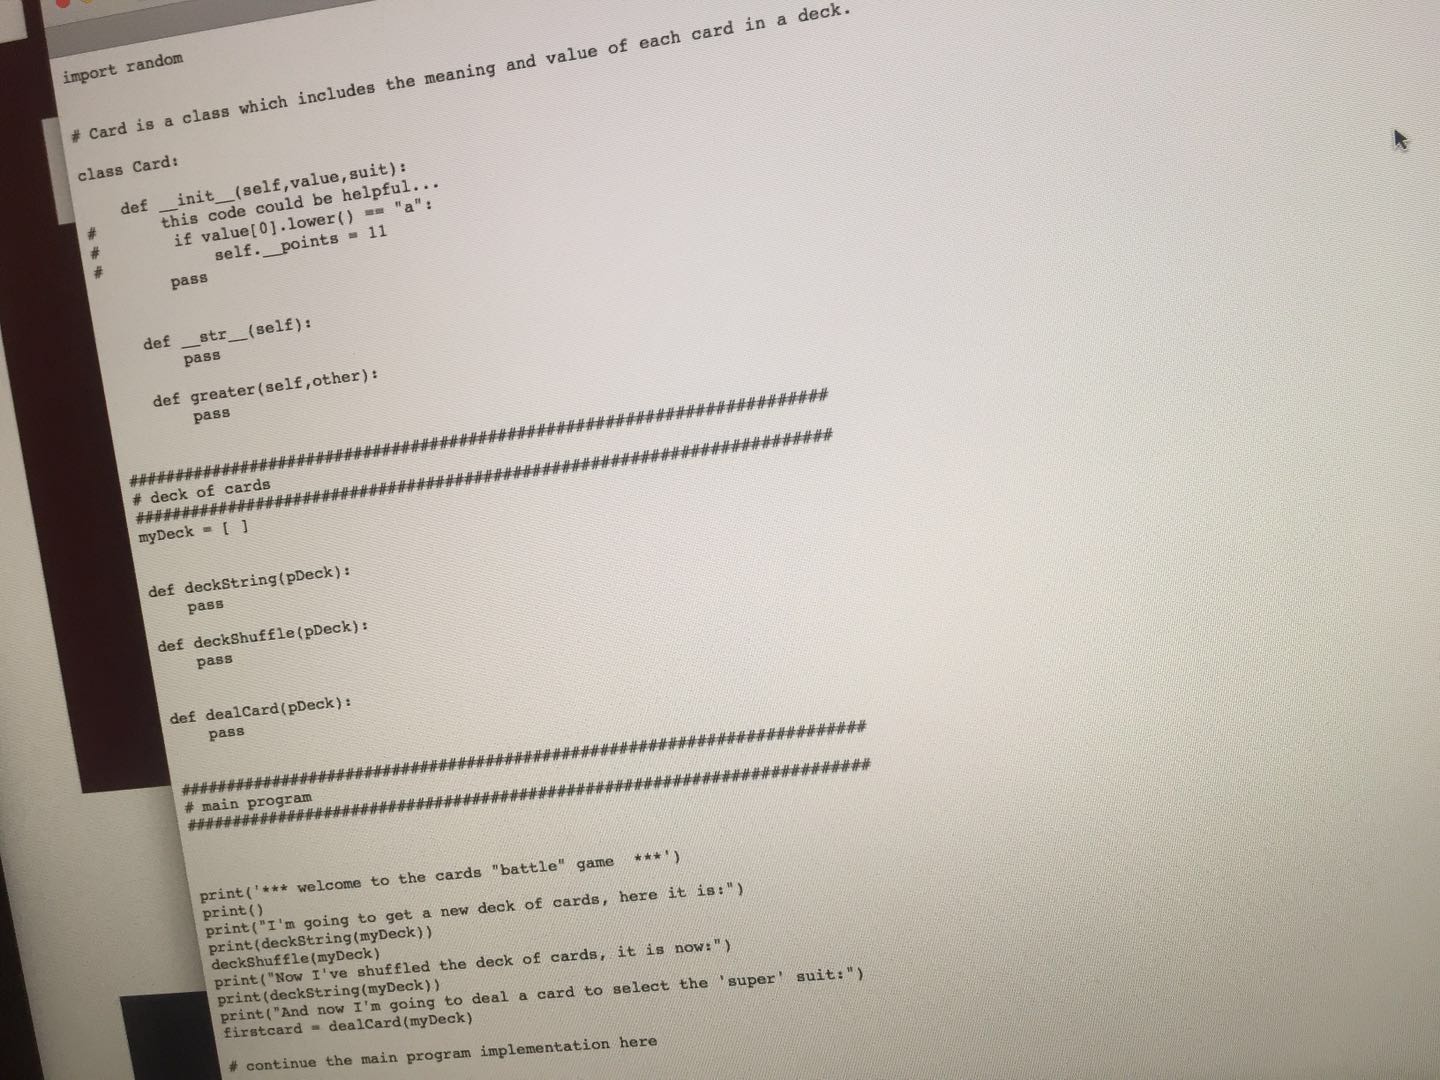 import random
# Card is a class which includes the meaning and value of each card in a deck.
class Card:
    def __init__(self,value,suit):
#       this code could be helpful...
#        if value[0].lower() == "a":
#            self.__points = 11
        pass
    def __str__(self):
        pass
    def greater(self,other):
        pass
############################################################################
# deck of cards
############################################################################
myDeck = [ ]
def deckString(pDeck):
    pass
def deckShuffle(pDeck):
    pass
def dealCard(pDeck):
    pass
############################################################################
# main program
############################################################################
print('*** welcome to the cards "battle" game  ***')
print()
print("I'm going to get a new deck of cards, here it is:")
print(deckString(myDeck))
deckShuffle(myDeck)
print("Now I've shuffled the deck of cards, it is now:")
print(deckString(myDeck))
print("And now I'm going to deal a card to select the 'super' suit:")
firstcard = dealCard(myDeck)
# continue the main program implementation here